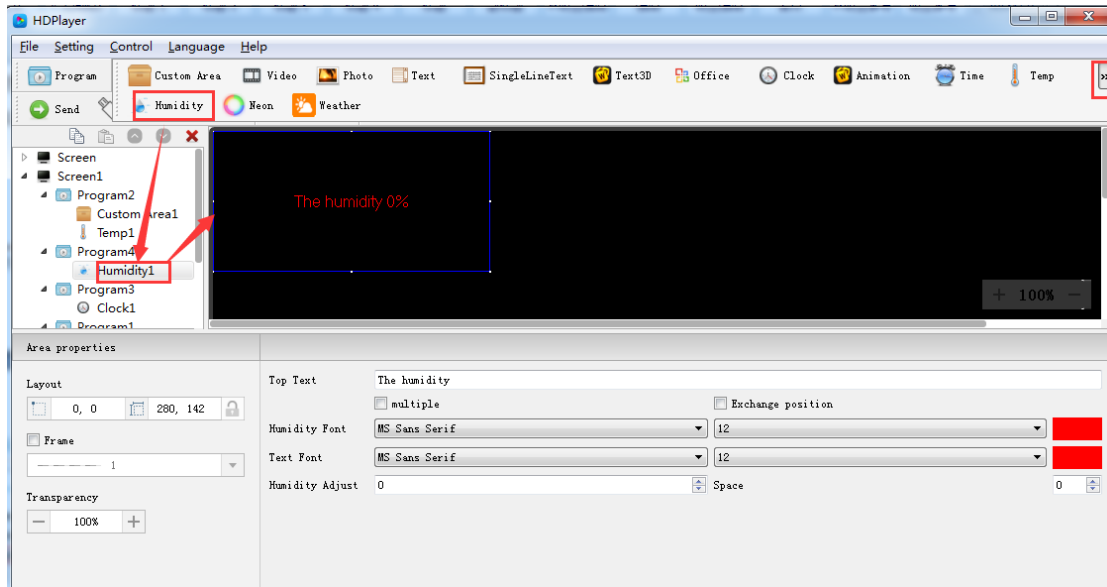 HDPlayer
File Setting Control Language Help
Program Custom Area Video Photo Text SingleLineText Text3D Office Clock Animation Time Temp »
Send Humidity Neon Weather
Screen
Screen1
Program2
Custom Area1
Temp1
Program4
Humidity1
Program3
Clock1
Program1
The humidity 0%
+ 100% −
Area properties
Layout
0, 0 280, 142
Frame
1
Transparency
— 100% +
Top Text The humidity
multiple Exchange position
Humidity Font MS Sans Serif 12
Text Font MS Sans Serif 12
Humidity Adjust 0 Space 0